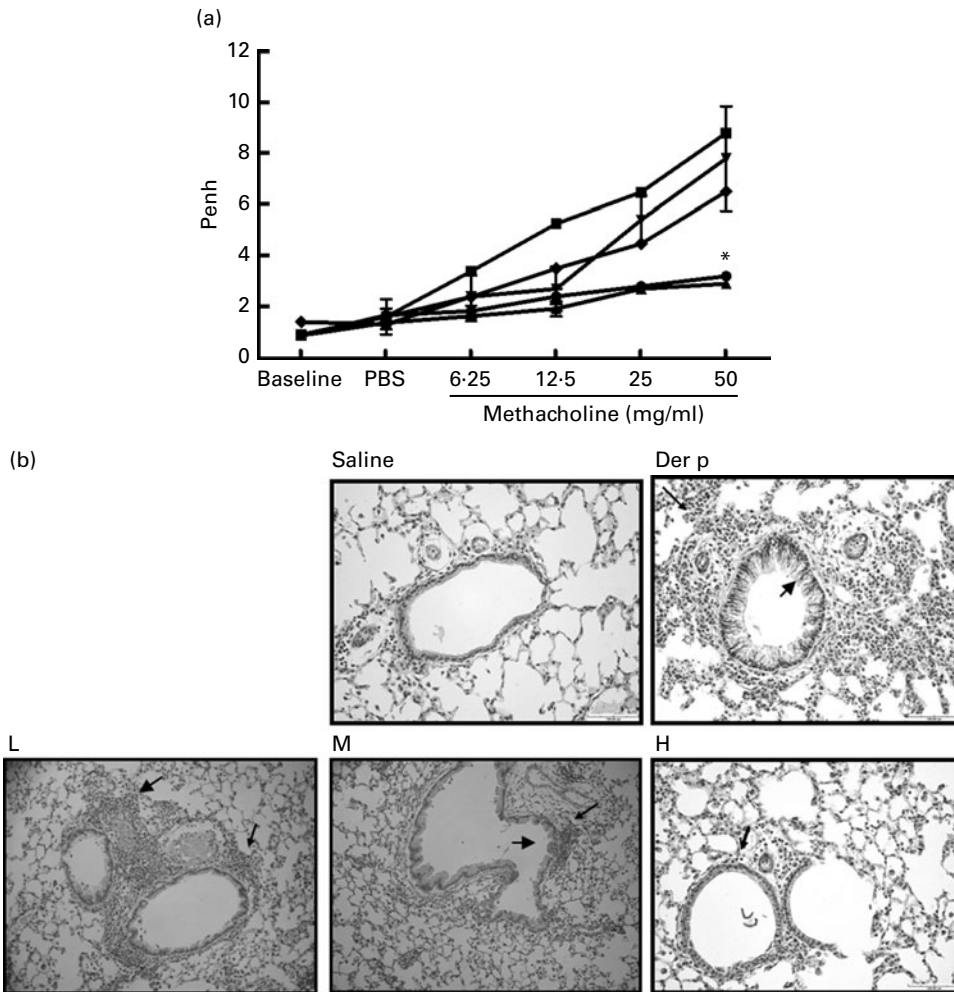 (a)
12
10
8
6
4
2
0
Penh
*
Baseline PBS 6·25 12·5 25 50
Methacholine (mg/ml)
(b)
Saline Der p
L M H